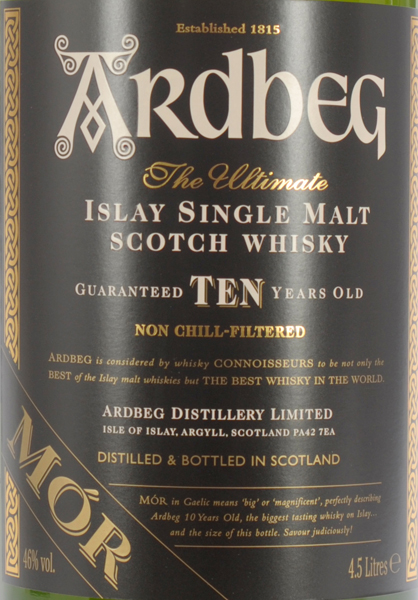 Established 1815
ARDBEG
The Ultimate
ISLAY SINGLE MALT
SCOTCH WHISKY
GUARANTEED TEN YEARS OLD
NON CHILL-FILTERED
ARDBEG is considered by whisky CONNOISSEURS to be not only the
BEST of the Islay malt whiskies but THE BEST WHISKY IN THE WORLD.
ARDBEG DISTILLERY LIMITED
ISLE OF ISLAY, ARGYLL, SCOTLAND PA42 7EA
DISTILLED & BOTTLED IN SCOTLAND
MÓR
MÓR in Gaelic means 'big' or 'magnificent', perfectly describing
Ardbeg 10 Years Old, the biggest tasting whisky on Islay...
and the size of this bottle. Savour judiciously!
46% vol.
4.5 Litres ℮